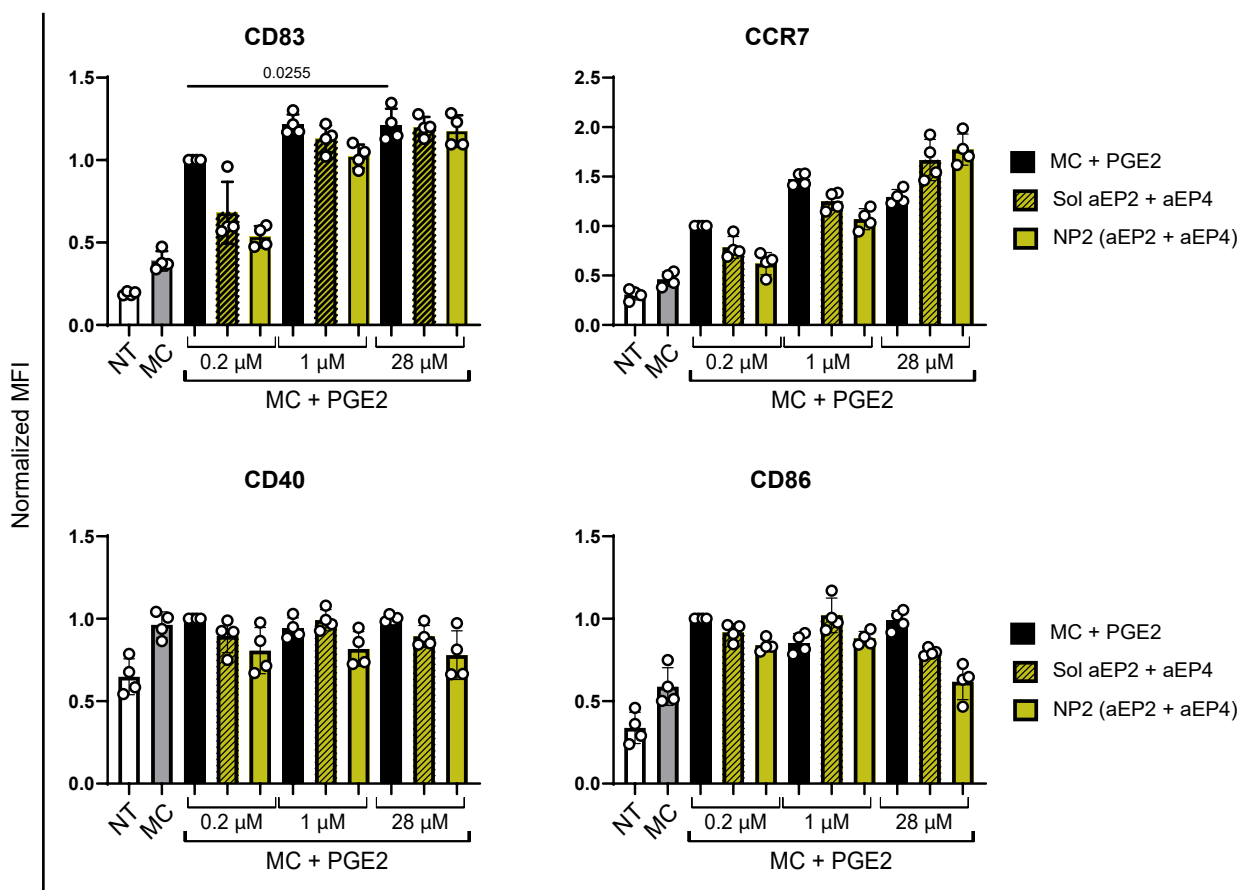 Normalized MFI
CD83
0.0255
1.5
1.0
0.5
0.0
NT
MC
0.2 μM
1 μM
28 μM
MC + PGE2
CCR7
2.5
2.0
1.5
1.0
0.5
0.0
NT
MC
0.2 μM
1 μM
28 μM
MC + PGE2
MC + PGE2
Sol aEP2 + aEP4
NP2 (aEP2 + aEP4)
CD40
1.5
1.0
0.5
0.0
NT
MC
0.2 μM
1 μM
28 μM
MC + PGE2
CD86
1.5
1.0
0.5
0.0
NT
MC
0.2 μM
1 μM
28 μM
MC + PGE2
MC + PGE2
Sol aEP2 + aEP4
NP2 (aEP2 + aEP4)